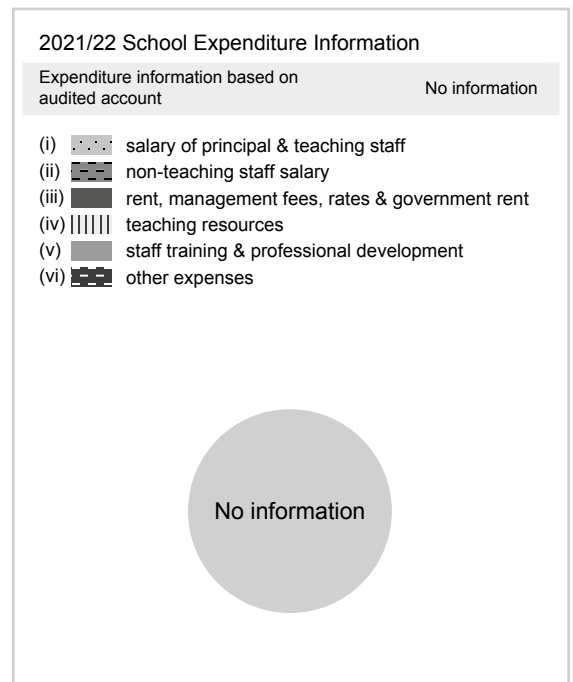 2021/22 School Expenditure Information
Expenditure information based on
audited account
No information
(i) salary of principal & teaching staff
(ii) non-teaching staff salary
(iii) rent, management fees, rates & government rent
(iv) teaching resources
(v) staff training & professional development
(vi) other expenses
No information